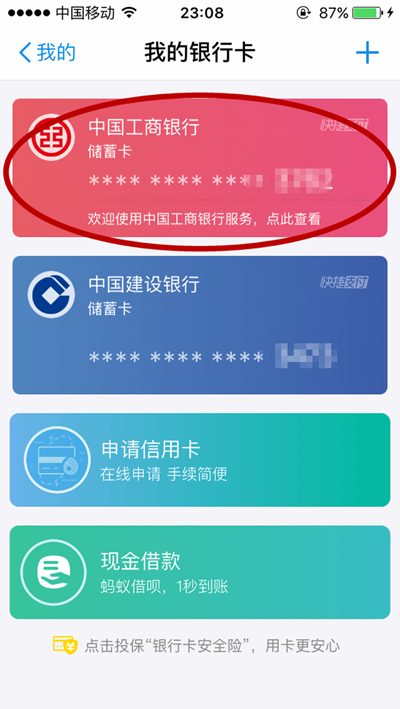 中国移动 23:08 87%
我的 我的银行卡
中国工商银行 快捷支付
储蓄卡
**** **** ***
欢迎使用中国工商银行服务，点此查看
中国建设银行 快捷支付
储蓄卡
**** **** ****
申请信用卡
在线申请 手续简便
现金借款
蚂蚁借呗，1秒到账
点击投保“银行卡安全险”，用卡更安心